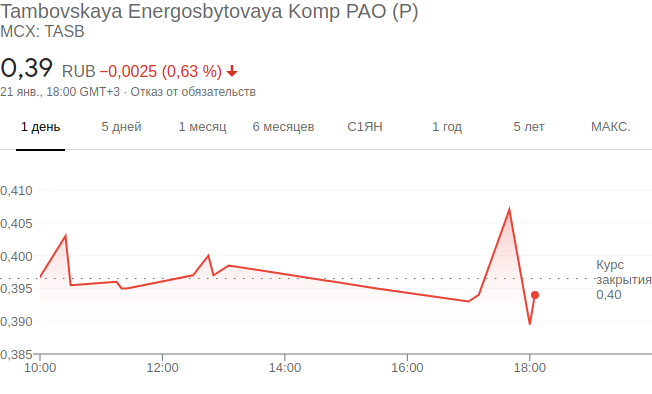 Tambovskaya Energosbytovaya Komp PAO (P)
MCX: TASB
0,39 RUB −0,0025 (0,63 %)
21 янв., 18:00 GMT+3 · Отказ от обязательств
1 день 5 дней 1 месяц 6 месяцев С1ЯН 1 год 5 лет МАКС.
0,410
0,405
0,400
Курс
закрытия
0,395
0,40
0,390
0,385
10:00 12:00 14:00 16:00 18:00